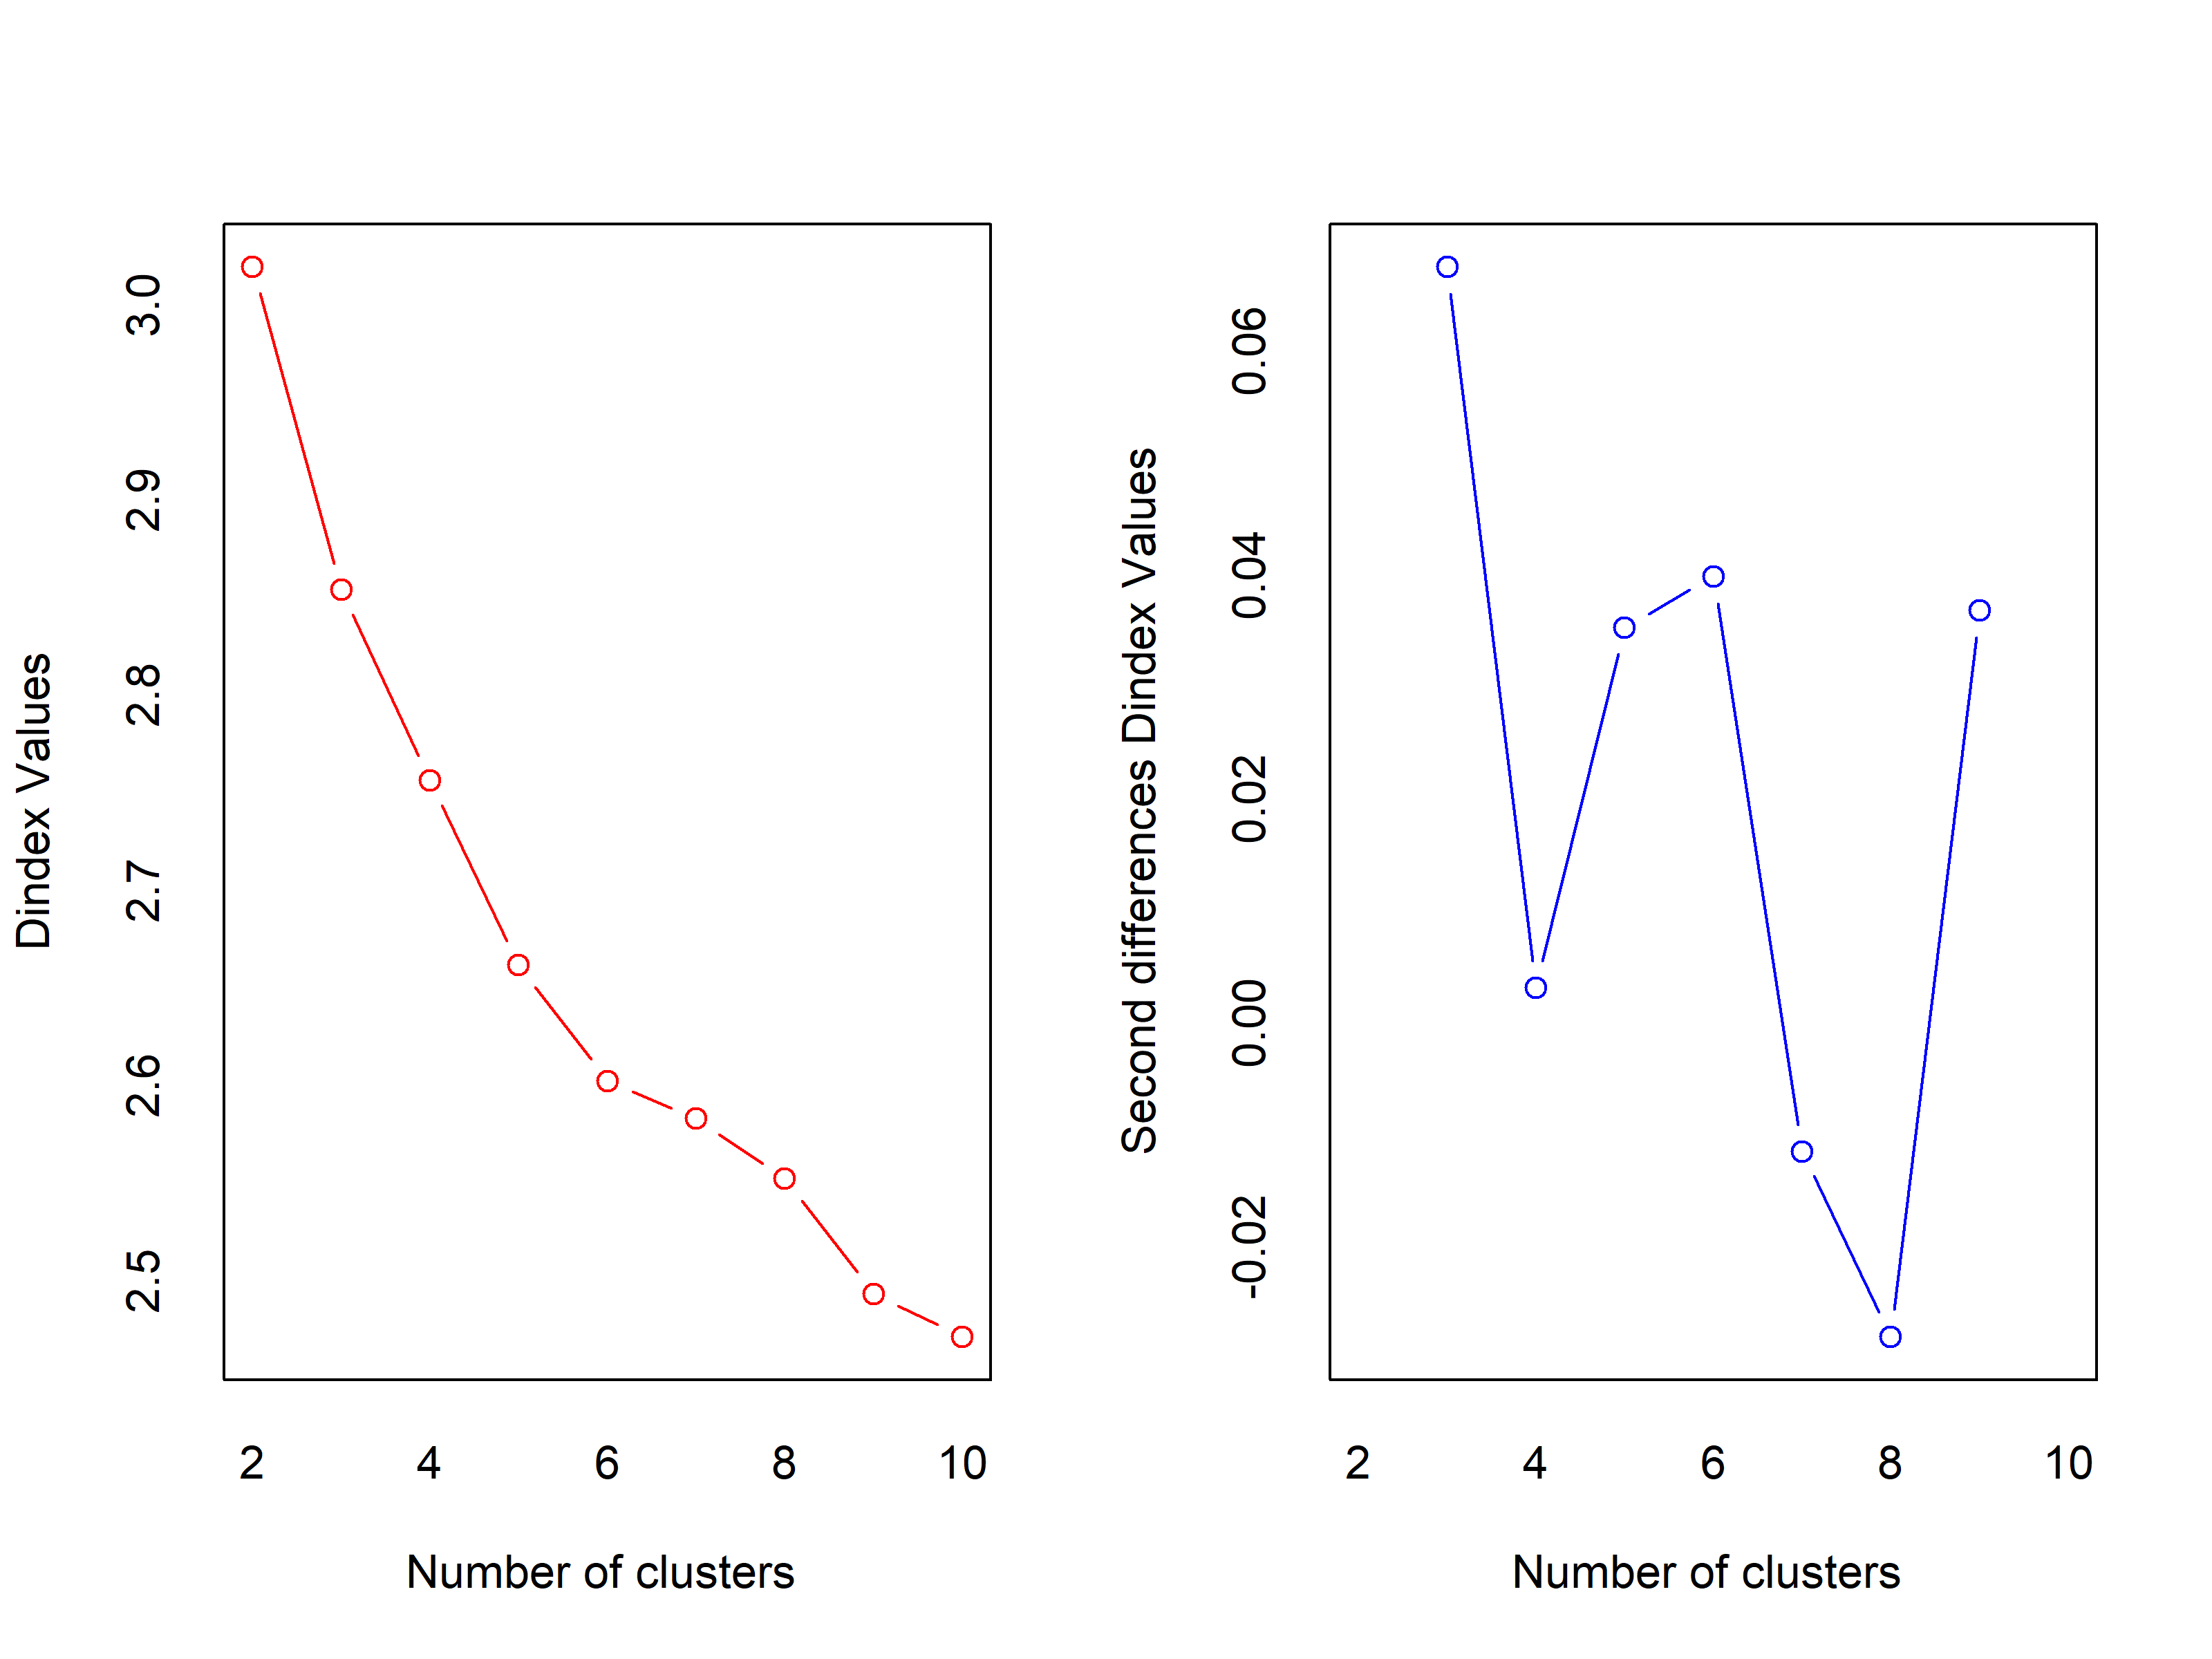 Dindex Values
3.0
2.9
2.8
2.7
2.6
2.5
2 4 6 8 10
Number of clusters
Second differences Dindex Values
0.06
0.04
0.02
0.00
-0.02
2 4 6 8 10
Number of clusters